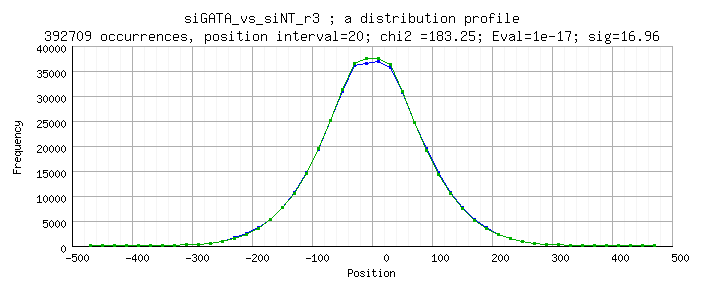 siGATA_vs_siNT_r3 ; a distribution profile
392709 occurrences, position interval=20; chi2 =183.25; Eval=1e-17; sig=16.96
40000
35000
30000
25000
20000
15000
10000
5000
0
Frequency
-500 -400 -300 -200 -100 0 100 200 300 400 500
Position